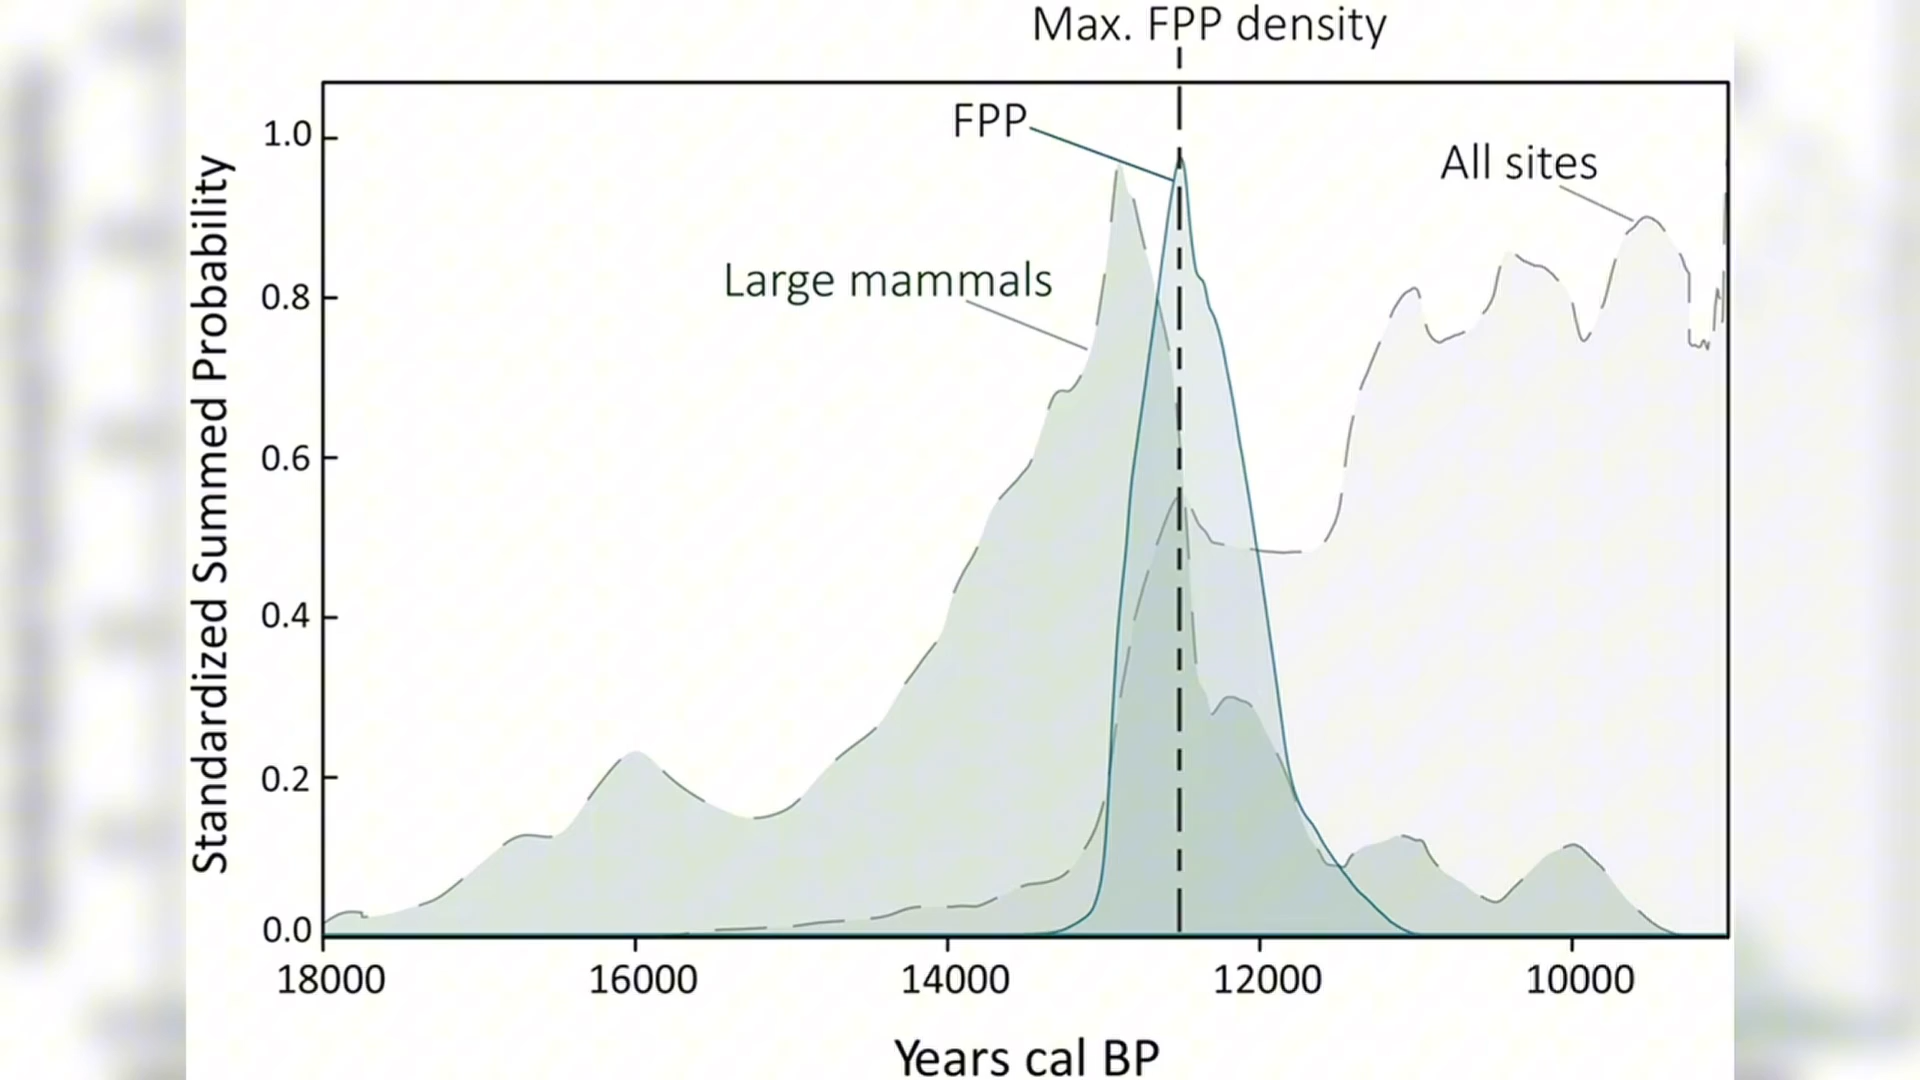 Max. FPP density
FPP
All sites
Large mammals
Standardized Summed Probability
1.0
0.8
0.6
0.4
0.2
0.0
18000 16000 14000 12000 10000
Years cal BP